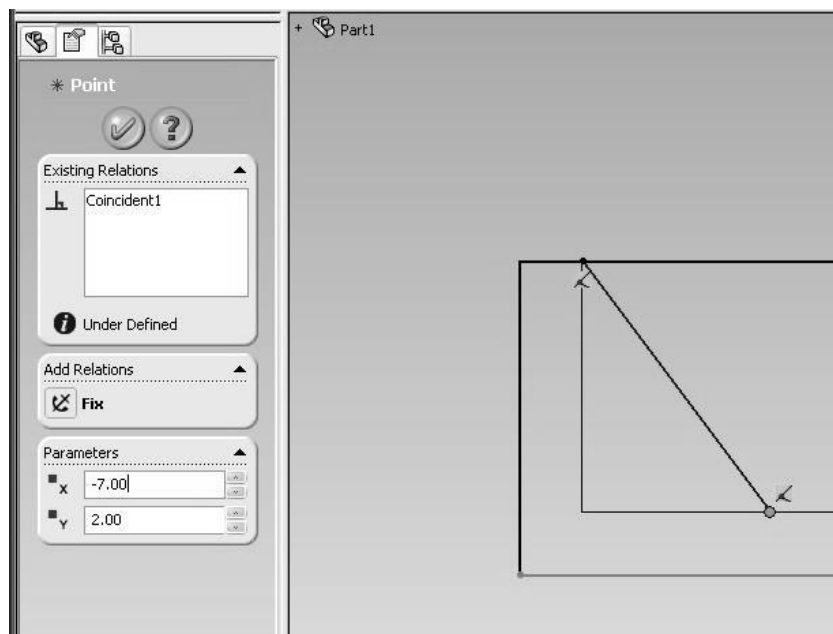 Part1
* Point
Existing Relations
Coincident1
Under Defined
Add Relations
Fix
Parameters
X -7.00
Y 2.00